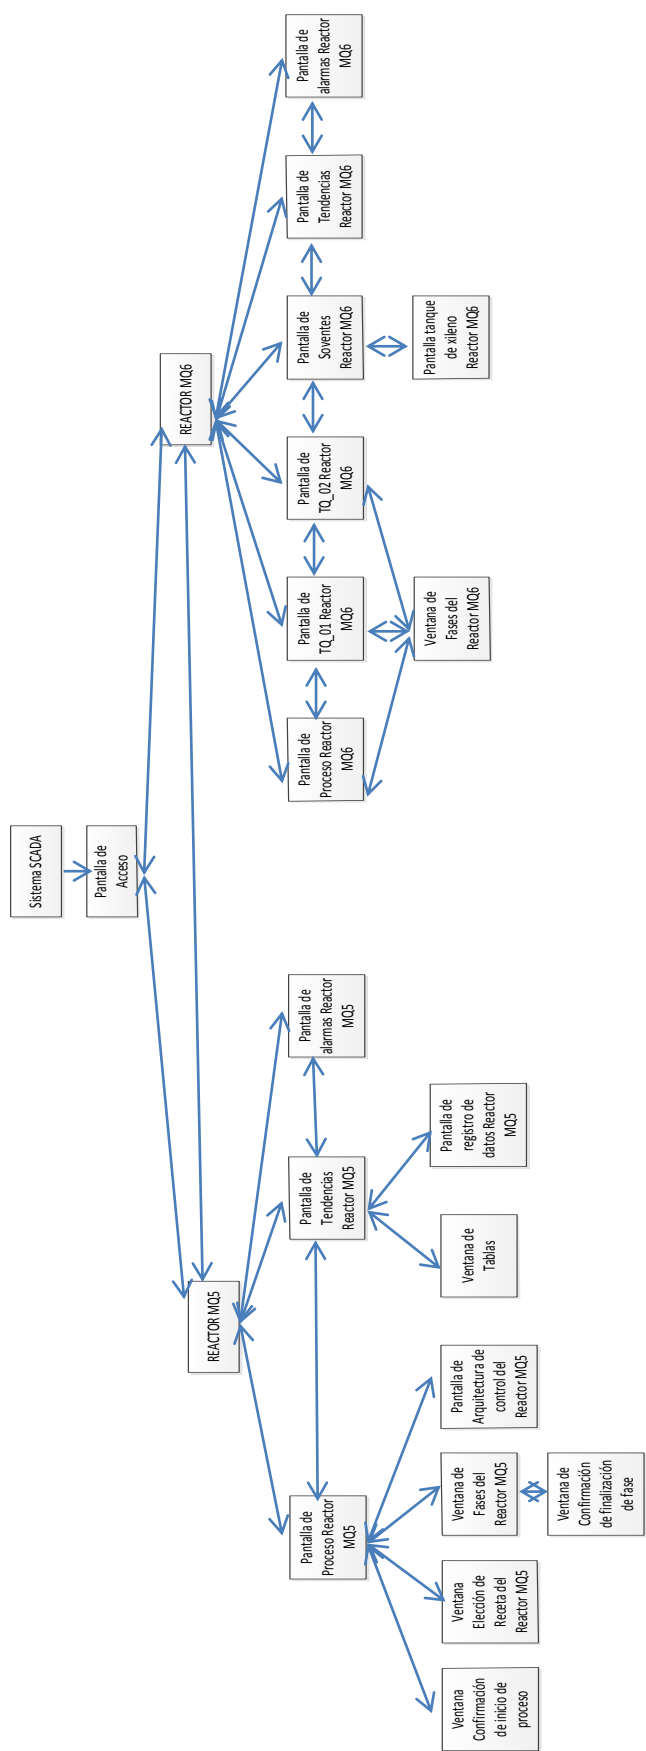 Sistema SCADA
Pantalla de
Acceso
REACTOR MQ5
REACTOR MQ6
Pantalla de
Proceso Reactor
MQ5
Pantalla de
Tendencias
Reactor MQ5
Pantalla de
alarmas Reactor
MQ5
Pantalla de
Proceso Reactor
MQ6
Pantalla de
TQ_01 Reactor
MQ6
Pantalla de
TQ_02 Reactor
MQ6
Pantalla de
Soventes
Reactor MQ6
Pantalla de
Tendencias
Reactor MQ6
Pantalla de
alarmas Reactor
MQ6
Ventana
Confirmación
de inicio de
proceso
Ventana
Elección de
Receta del
Reactor MQ5
Ventana de
Fases del
Reactor MQ5
Pantalla de
Arquitectura de
control del
Reactor MQ5
Ventana de
Tablas
Pantalla de
registro de
datos Reactor
MQ5
Ventana de
Fases del
Reactor MQ6
Pantalla tanque
de xileno
Reactor MQ6
Ventana de
Confirmación
de finalización
de fase